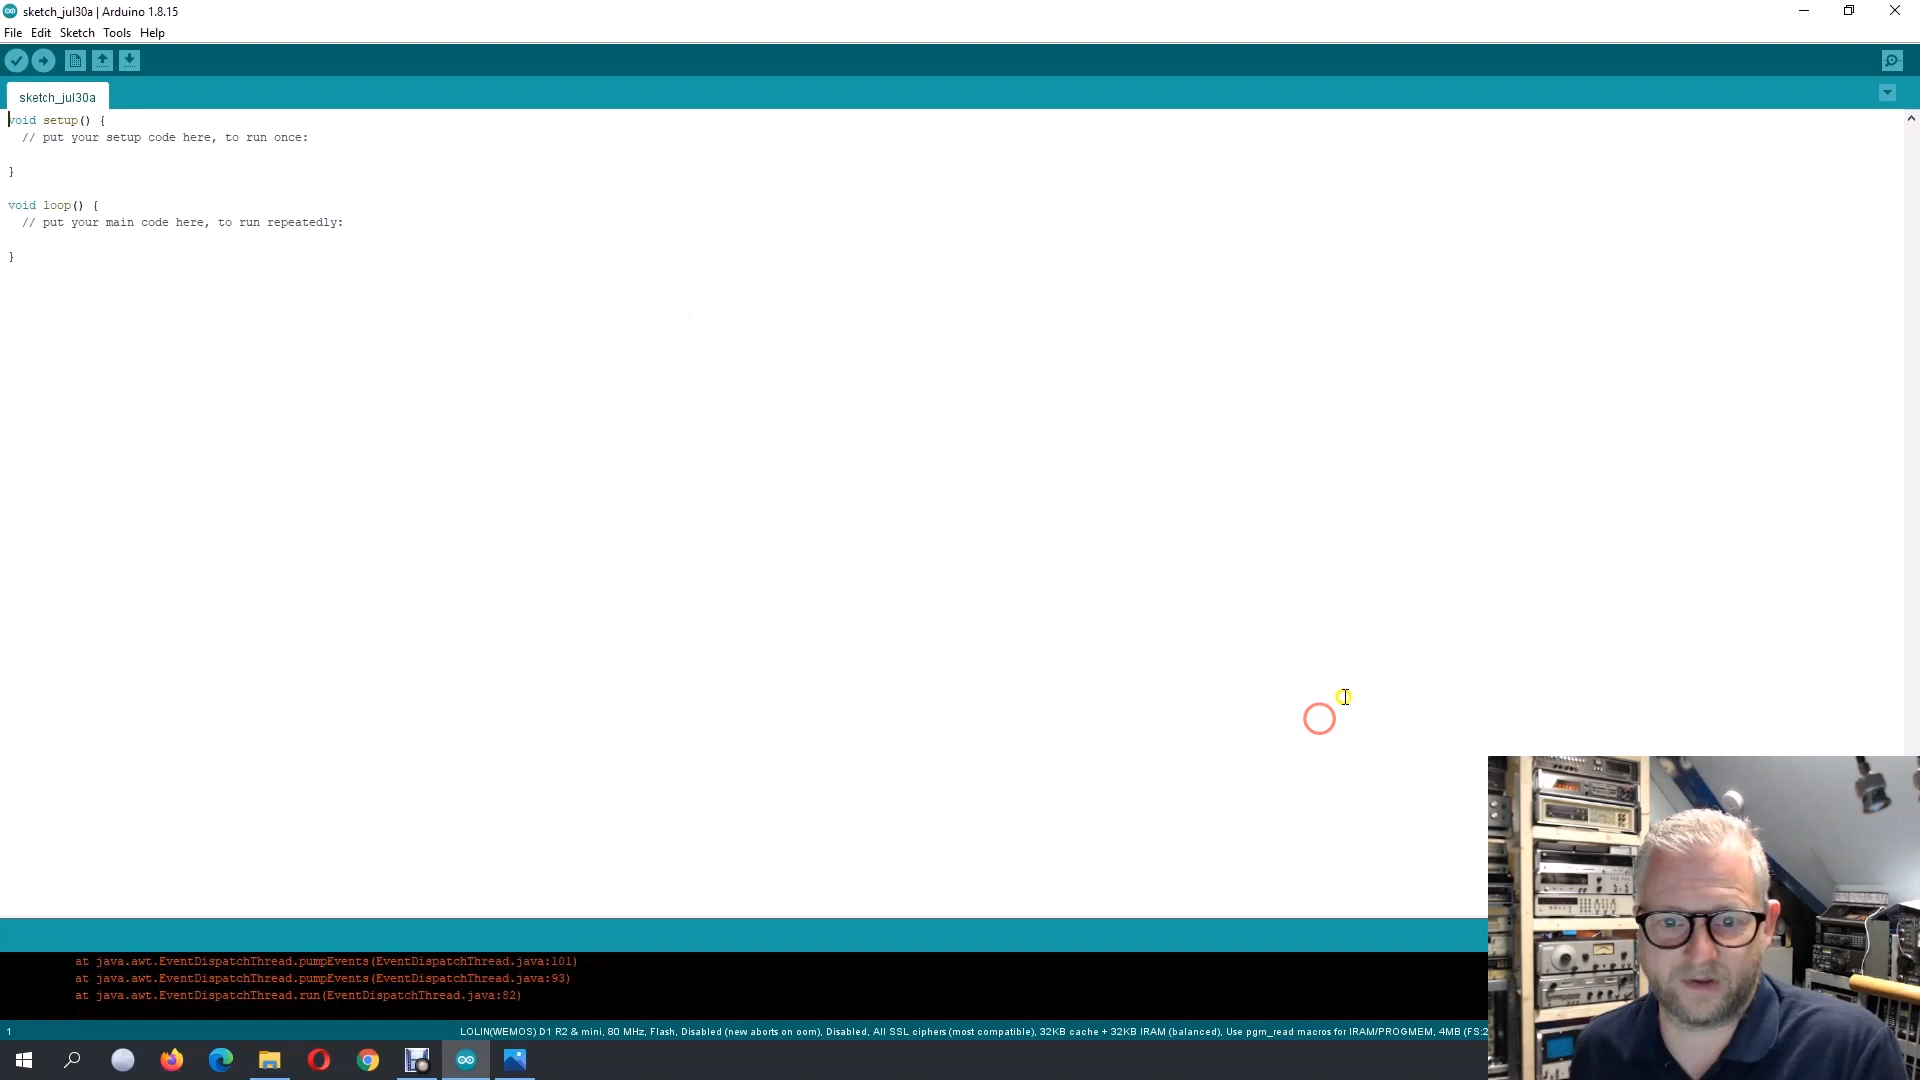 sketch_jul30a | Arduino 1.8.15
File Edit Sketch Tools Help
sketch_jul30a
void setup() {
// put your setup code here, to run once:
}
void loop() {
// put your main code here, to run repeatedly:
}
at java.awt.EventDispatchThread.pumpEvents(EventDispatchThread.java:101)
at java.awt.EventDispatchThread.pumpEvents(EventDispatchThread.java:93)
at java.awt.EventDispatchThread.run(EventDispatchThread.java:82)
1 LOLIN(WEMOS) D1 R2 & mini, 80 MHz, Flash, Disabled (new aborts on oom), Disabled, All SSL ciphers (most compatible), 32KB cache + 32KB IRAM (balanced), Use pgm_read macros for IRAM/PROGMEM, 4MB (FS:2